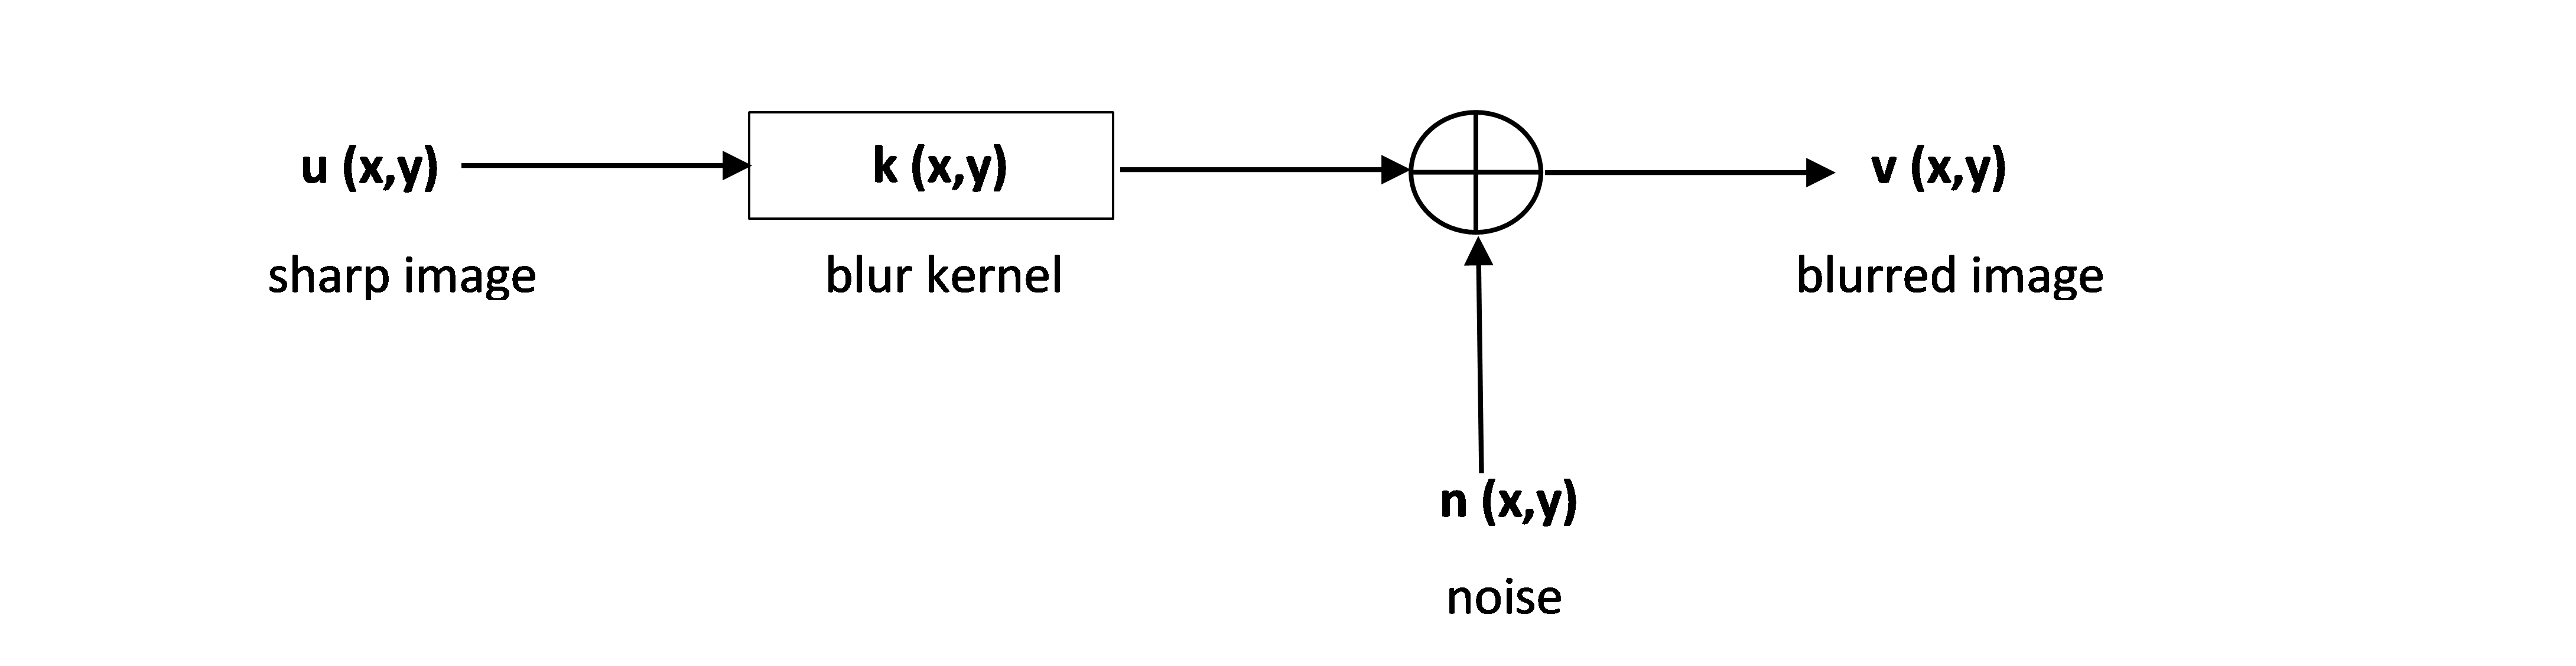 u (x,y)
k (x,y)
v (x,y)
sharp image
blur kernel
blurred image
n (x,y)
noise